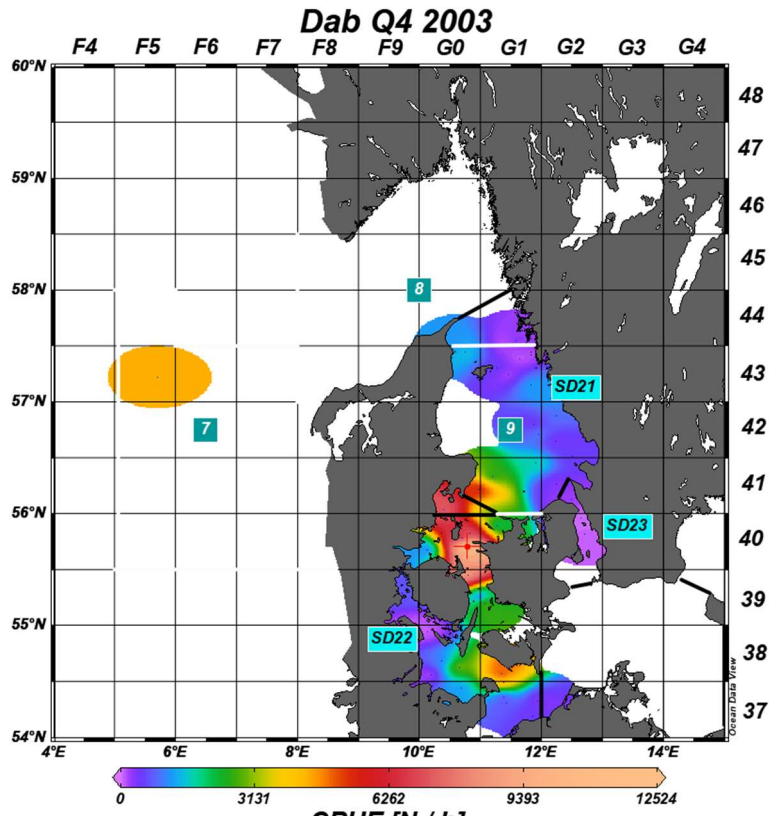 Dab Q4 2003
F4 F5 F6 F7 F8 F9 G0 G1 G2 G3 G4
60°N
48
47
59°N
46
45
58°N
8
44
43
SD21
57°N
7
9
42
41
56°N
SD23
40
39
55°N
SD22
38
37
54°N
Ocean Data View
4°E 6°E 8°E 10°E 12°E 14°E
0 3131 6262 9393 12524
CPUE [N / h]